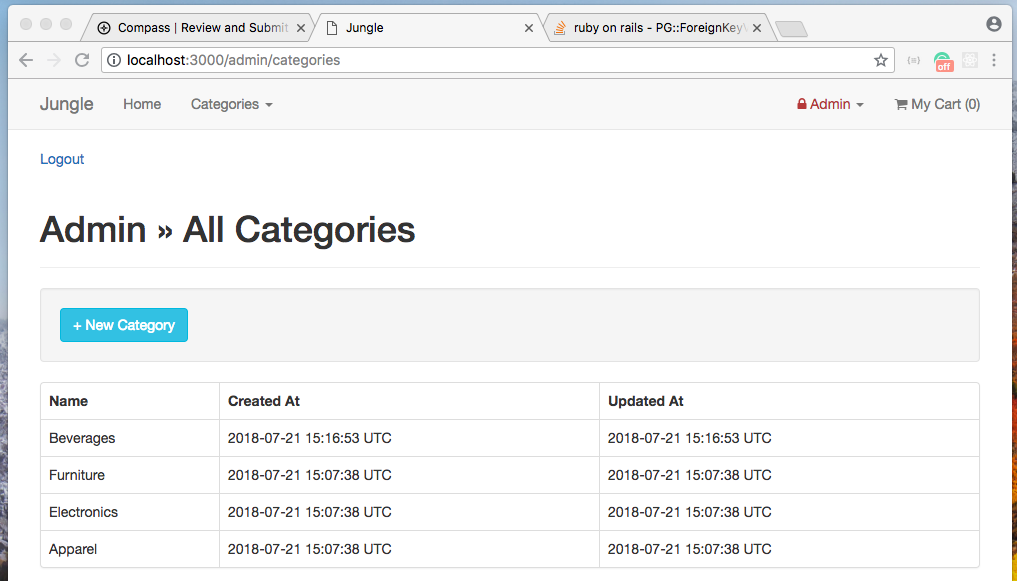 Compass | Review and Submit
Jungle
ruby on rails - PG::ForeignKey
localhost:3000/admin/categories
off
Jungle Home Categories Admin My Cart (0)
Logout
Admin » All Categories
+ New Category
Name Created At Updated At
Beverages 2018-07-21 15:16:53 UTC 2018-07-21 15:16:53 UTC
Furniture 2018-07-21 15:07:38 UTC 2018-07-21 15:07:38 UTC
Electronics 2018-07-21 15:07:38 UTC 2018-07-21 15:07:38 UTC
Apparel 2018-07-21 15:07:38 UTC 2018-07-21 15:07:38 UTC